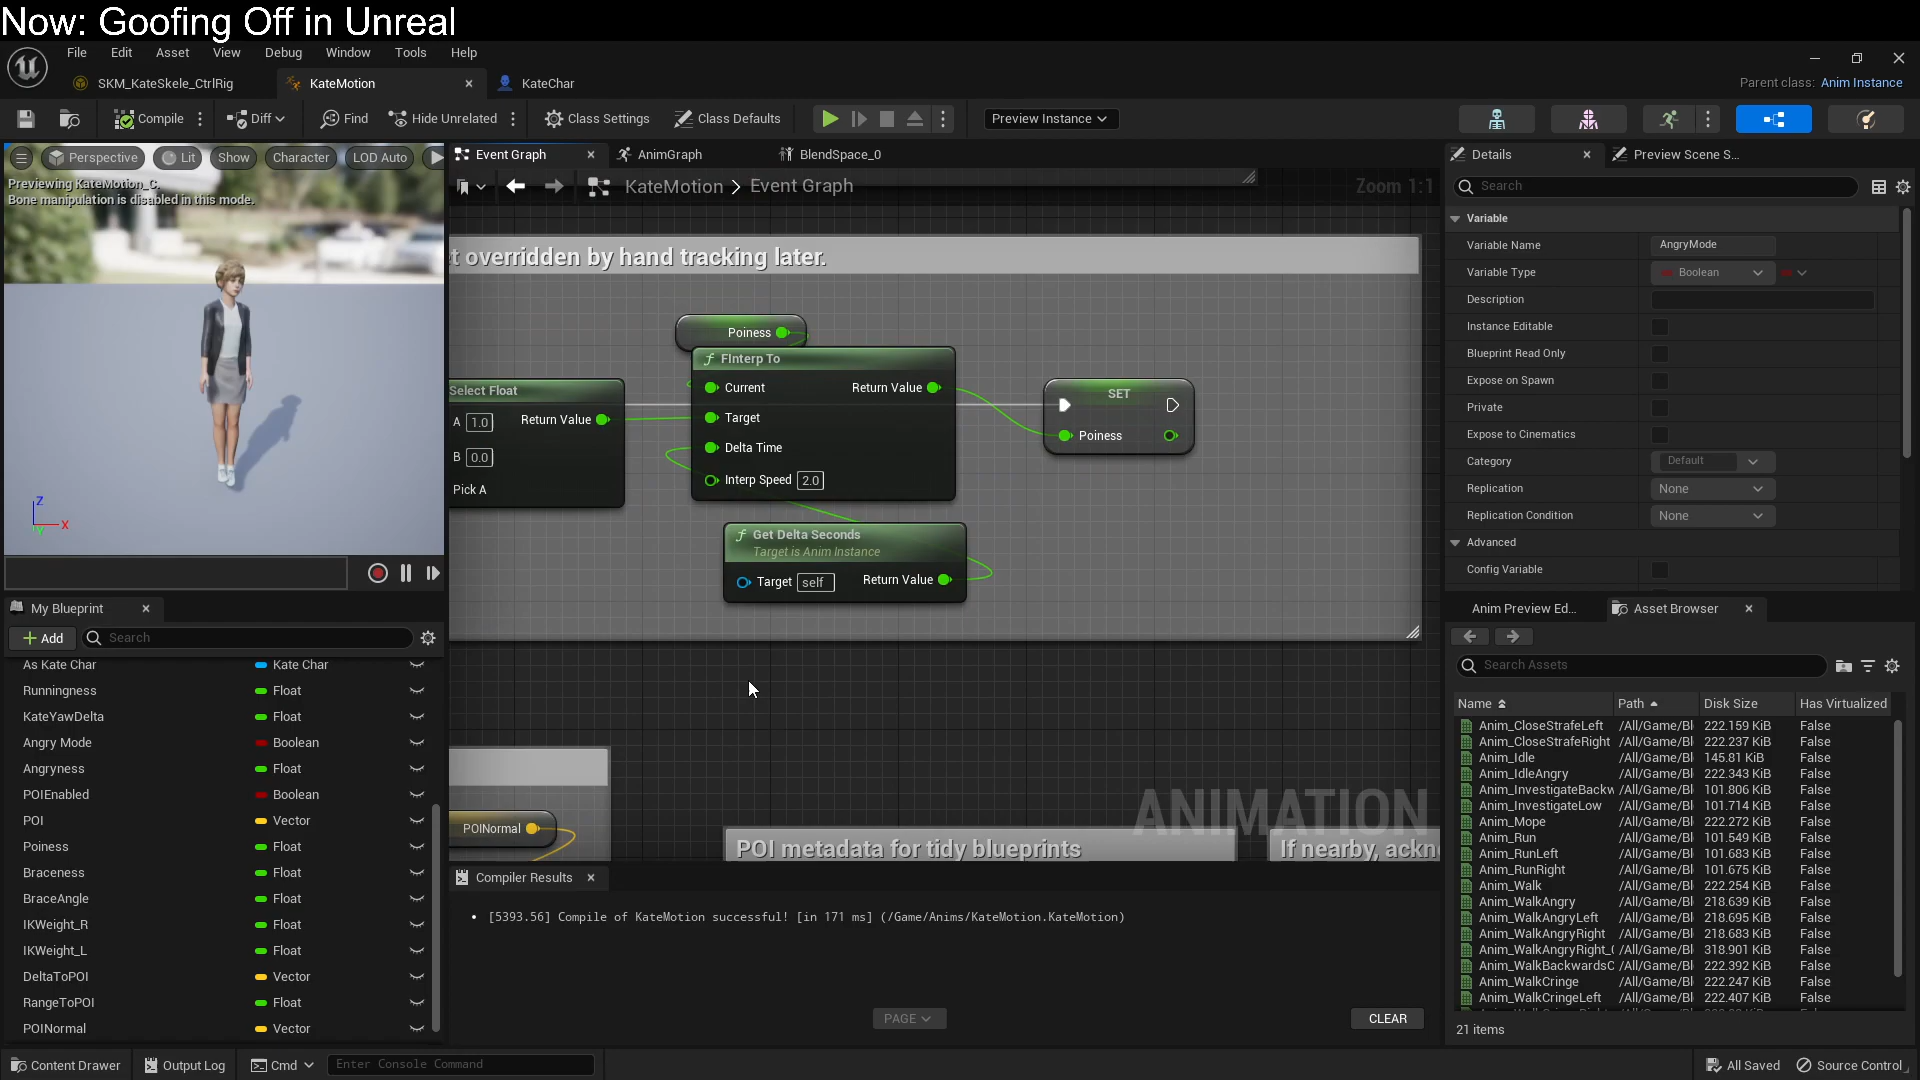 Now: Goofing Off in Unreal
File Edit Asset View Debug Window Tools Help
SKM_KateSkele_CtrlRig KateMotion KateChar
Parent class: Anim Instance
Compile Diff Find Hide Unrelated Class Settings Class Defaults Preview Instance
Perspective Lit Show Character LOD Auto
Previewing KateMotion_C.
Bone manipulation is disabled in this mode.
Z
X
Y
My Blueprint
Add Search
As Kate Char Kate Char
Runningness Float
KateYawDelta Float
Angry Mode Boolean
Angryness Float
POIEnabled Boolean
POI Vector
Poiness Float
Braceness Float
BraceAngle Float
IKWeight_R Float
IKWeight_L Float
DeltaToPOI Vector
RangeToPOI Float
POINormal Vector
Event Graph AnimGraph BlendSpace_0
KateMotion > Event Graph Zoom 1:1
t overridden by hand tracking later.
Poiness
FInterp To
Current Return Value
Target
Delta Time
Interp Speed 2.0
Select Float
A 1.0 Return Value
B 0.0
Pick A
SET
Poiness
Get Delta Seconds
Target is Anim Instance
Target self Return Value
POINormal
ANIMATION
POI metadata for tidy blueprints
If nearby, ackn
Compiler Results
[5393.56] Compile of KateMotion successful! [in 171 ms] (/Game/Anims/KateMotion.KateMotion)
PAGE CLEAR
Details Preview Scene S...
Search
Variable
Variable Name AngryMode
Variable Type Boolean
Description
Instance Editable
Blueprint Read Only
Expose on Spawn
Private
Expose to Cinematics
Category Default
Replication None
Replication Condition None
Advanced
Config Variable
Anim Preview Ed... Asset Browser
Search Assets
Name Path Disk Size Has Virtualized
Anim_CloseStrafeLeft /All/Game/Bl 222.159 KiB False
Anim_CloseStrafeRight /All/Game/Bl 222.237 KiB False
Anim_Idle /All/Game/Bl 145.81 KiB False
Anim_IdleAngry /All/Game/Bl 222.343 KiB False
Anim_InvestigateBackw /All/Game/Bl 101.806 KiB False
Anim_InvestigateLow /All/Game/Bl 101.714 KiB False
Anim_Mope /All/Game/Bl 222.272 KiB False
Anim_Run /All/Game/Bl 101.549 KiB False
Anim_RunLeft /All/Game/Bl 101.683 KiB False
Anim_RunRight /All/Game/Bl 101.675 KiB False
Anim_Walk /All/Game/Bl 222.254 KiB False
Anim_WalkAngry /All/Game/Bl 218.639 KiB False
Anim_WalkAngryLeft /All/Game/Bl 218.695 KiB False
Anim_WalkAngryRight /All/Game/Bl 218.683 KiB False
Anim_WalkAngryRight_( /All/Game/Bl 318.901 KiB False
Anim_WalkBackwardsC /All/Game/Bl 222.392 KiB False
Anim_WalkCringe /All/Game/Bl 222.247 KiB False
Anim_WalkCringeLeft /All/Game/Bl 222.407 KiB False
21 items
Content Drawer Output Log Cmd Enter Console Command All Saved Source Control